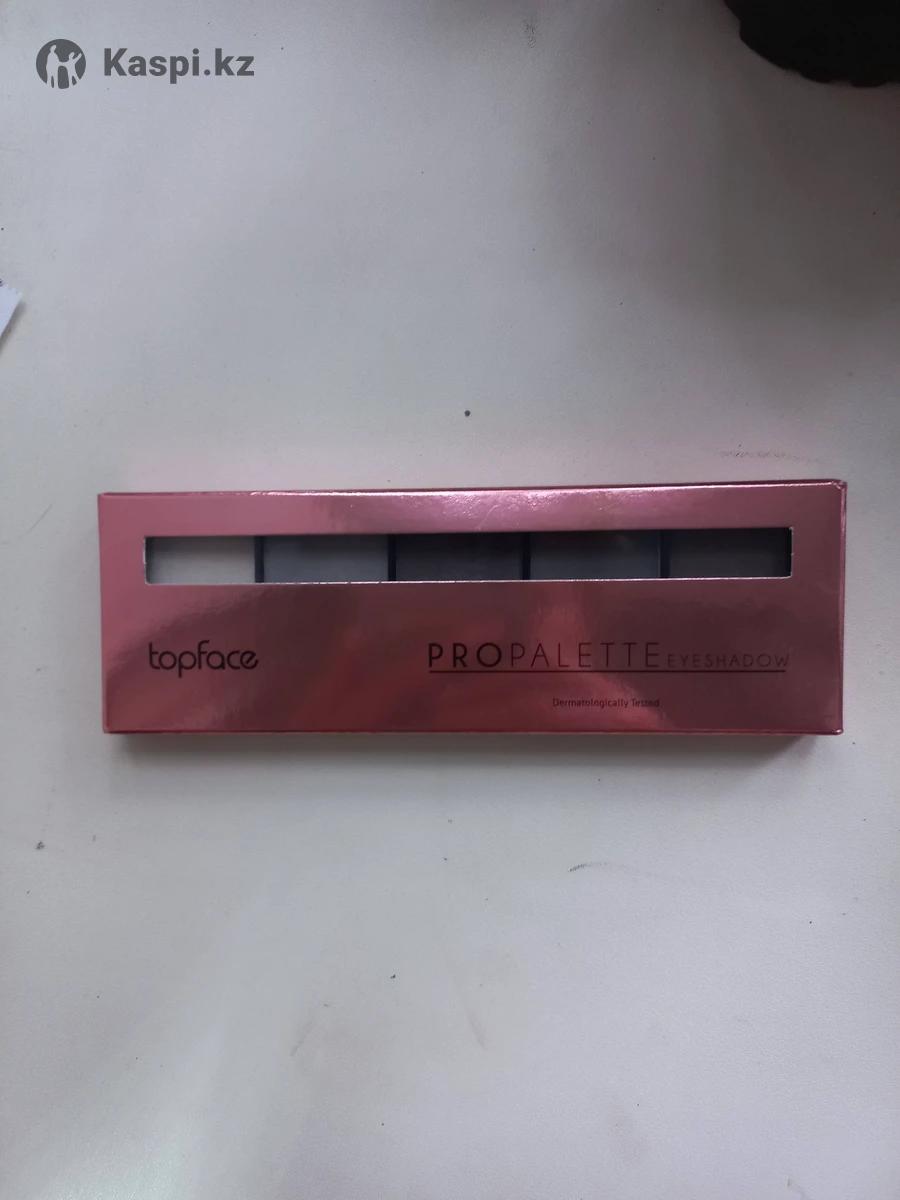 Kaspi.kz
topface
PROPALETTE EYESHADOW
Dermatologically Tested